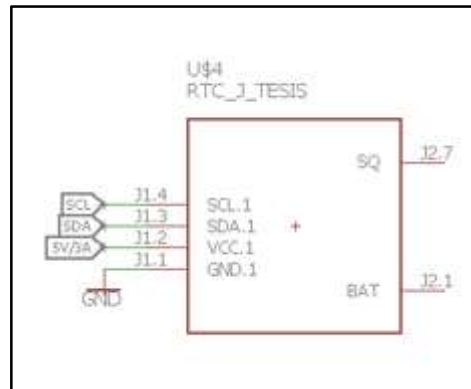 U$4
RTC_J_TESIS
SQ J2.7
SCL J1.4 SCL.1
SDA J1.3 SDA.1
5V/3A J1.2 VCC.1
J1.1 GND.1
GND
BAT J2.1